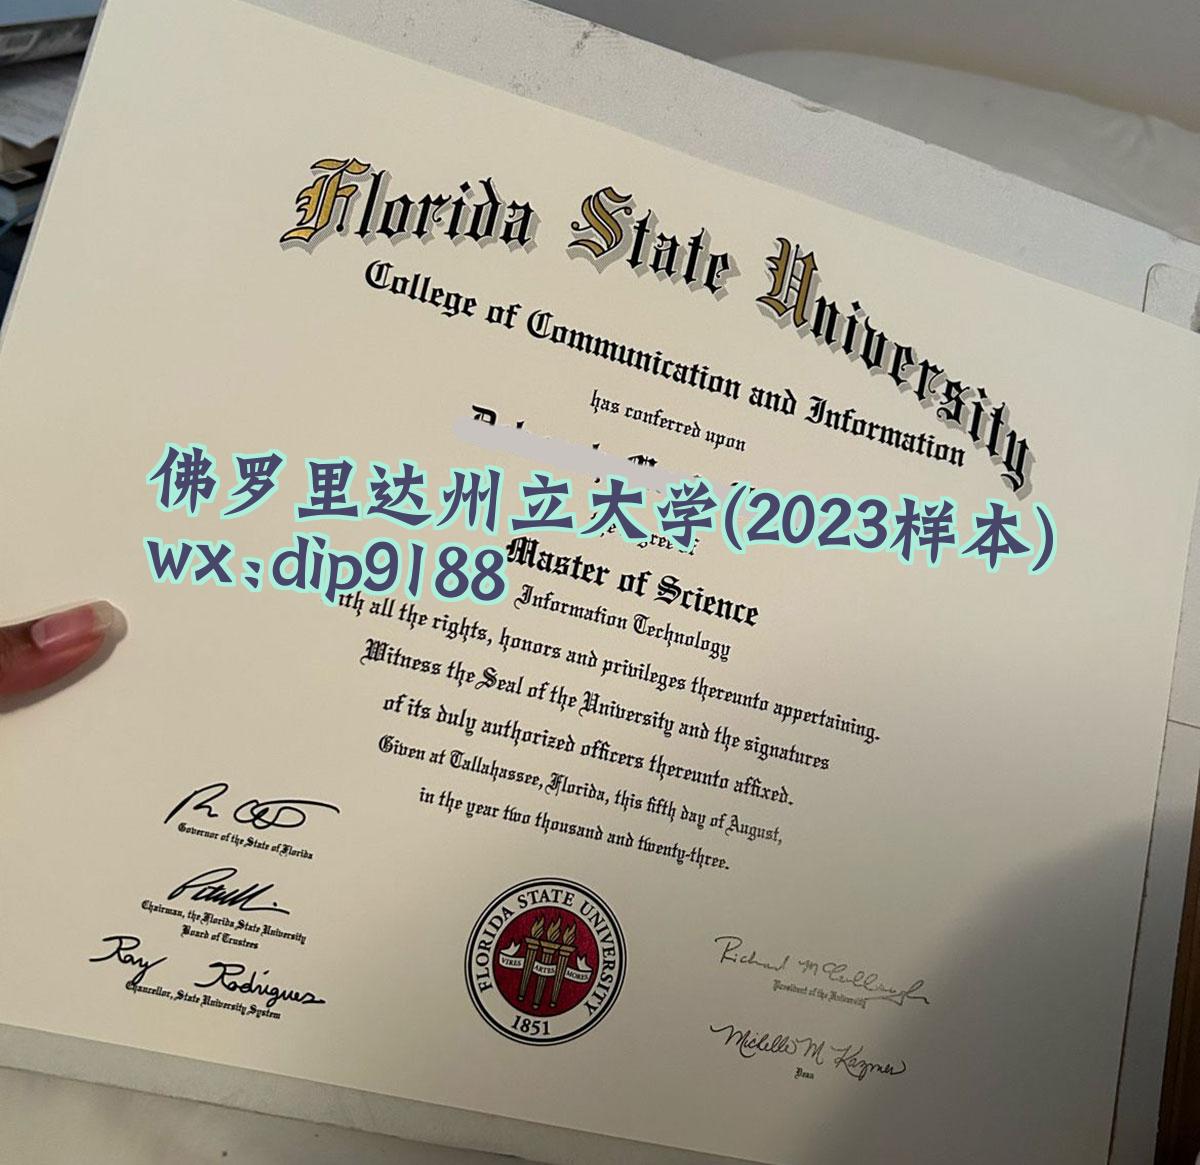 Florida State University
College of Communication and Information
has conferred upon
佛罗里达州立大学(2023样本)
wx:dip9188
Master of Science
Information Technology
all the rights, honors and privileges thereunto appertaining.
Witness the Seal of the University and the signatures
of its duly authorized officers thereunto affixed.
Given at Tallahassee, Florida, this fifth day of August,
in the year two thousand and twenty-three.
Governor of the State of Florida
Chairman, the Florida State University
Board of Trustees
Ray Rodrigues
Chancellor, State University System
FLORIDA STATE UNIVERSITY
VIRES ARTES MORES
1851
Richard McCullough
President of the University
Michelle M Kazmer
Dean